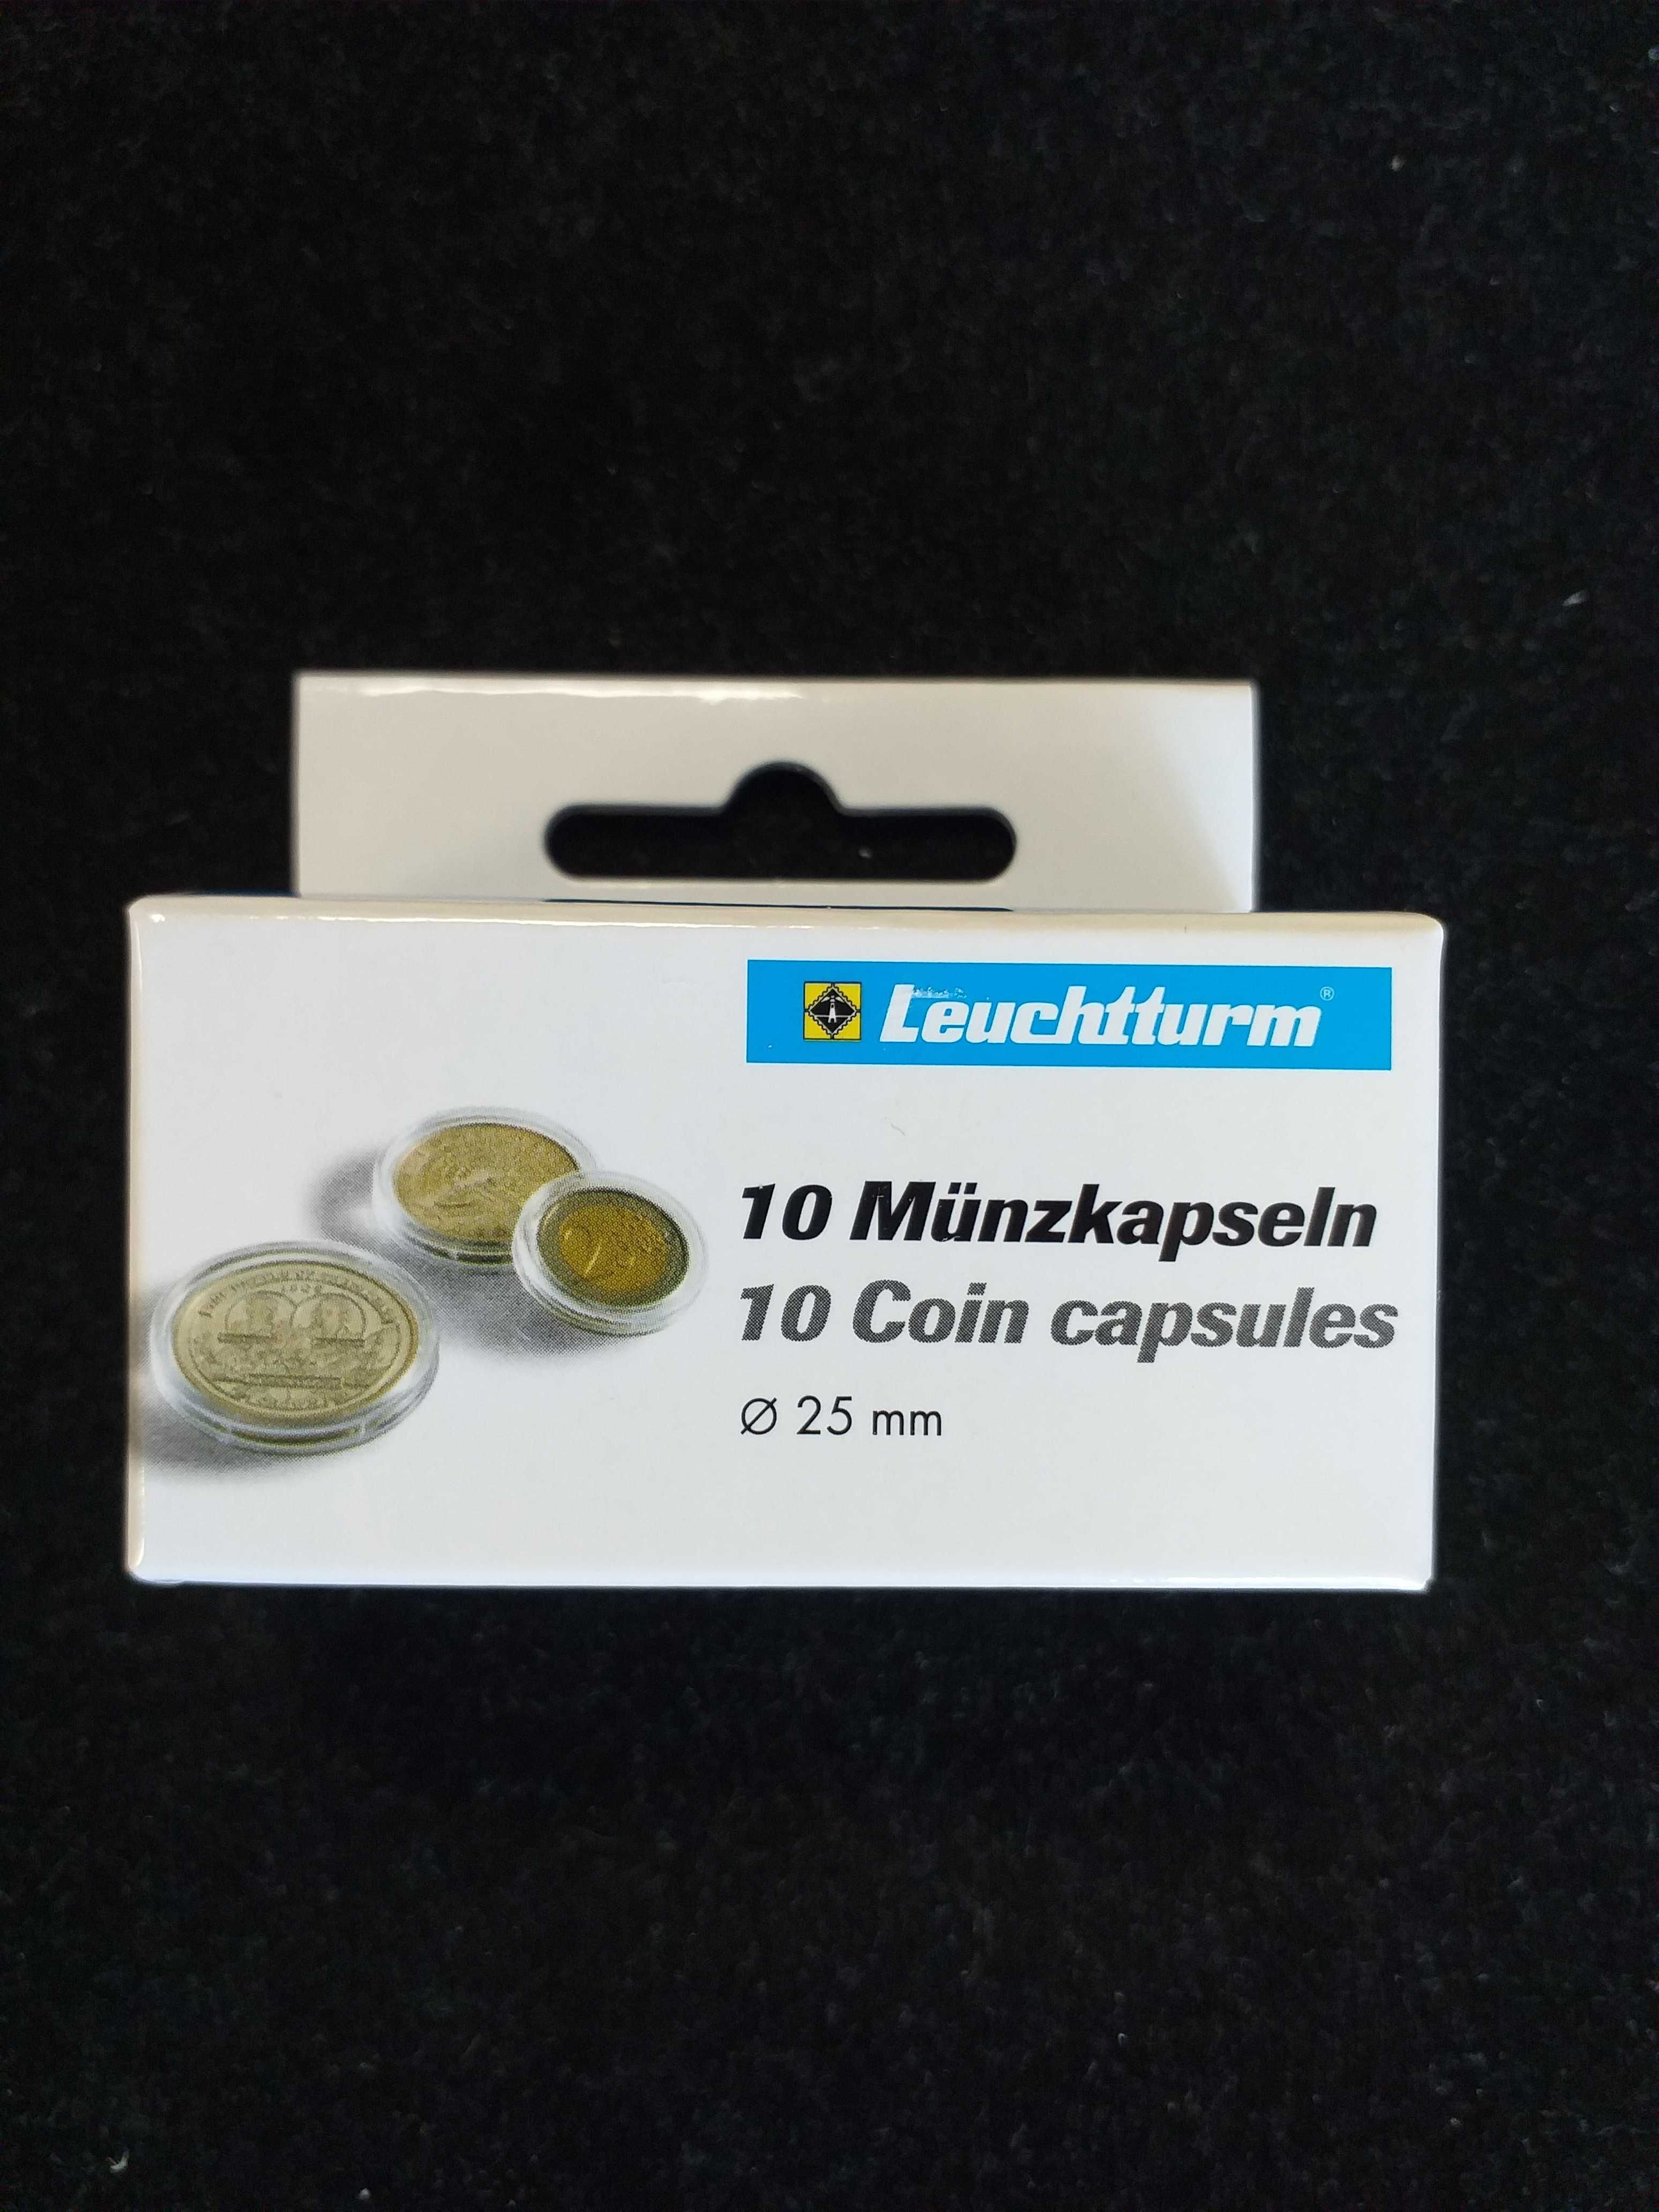 Leuchtturm®
10 Münzkapseln
10 Coin capsules
Ø 25 mm